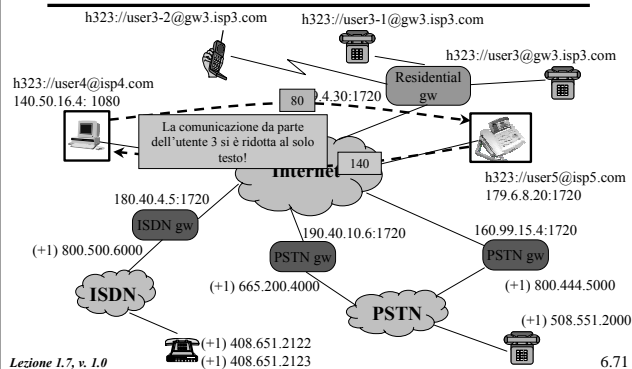 h323://user3-2@gw3.isp3.com
h323://user3-1@gw3.isp3.com
h323://user3@gw3.isp3.com
Residential
gw
h323://user4@isp4.com
140.50.16.4: 1080
80
9.4.30:1720
La comunicazione da parte
dell'utente 3 si è ridotta al solo
testo!
140
Internet
h323://user5@isp5.com
179.6.8.20:1720
180.40.4.5:1720
ISDN gw
190.40.10.6:1720
160.99.15.4:1720
(+1) 800.500.6000
PSTN gw
PSTN gw
(+1) 665.200.4000
(+1) 800.444.5000
ISDN
PSTN
(+1) 508.551.2000
(+1) 408.651.2122
(+1) 408.651.2123
Lezione 1.7, v. 1.0
6.71